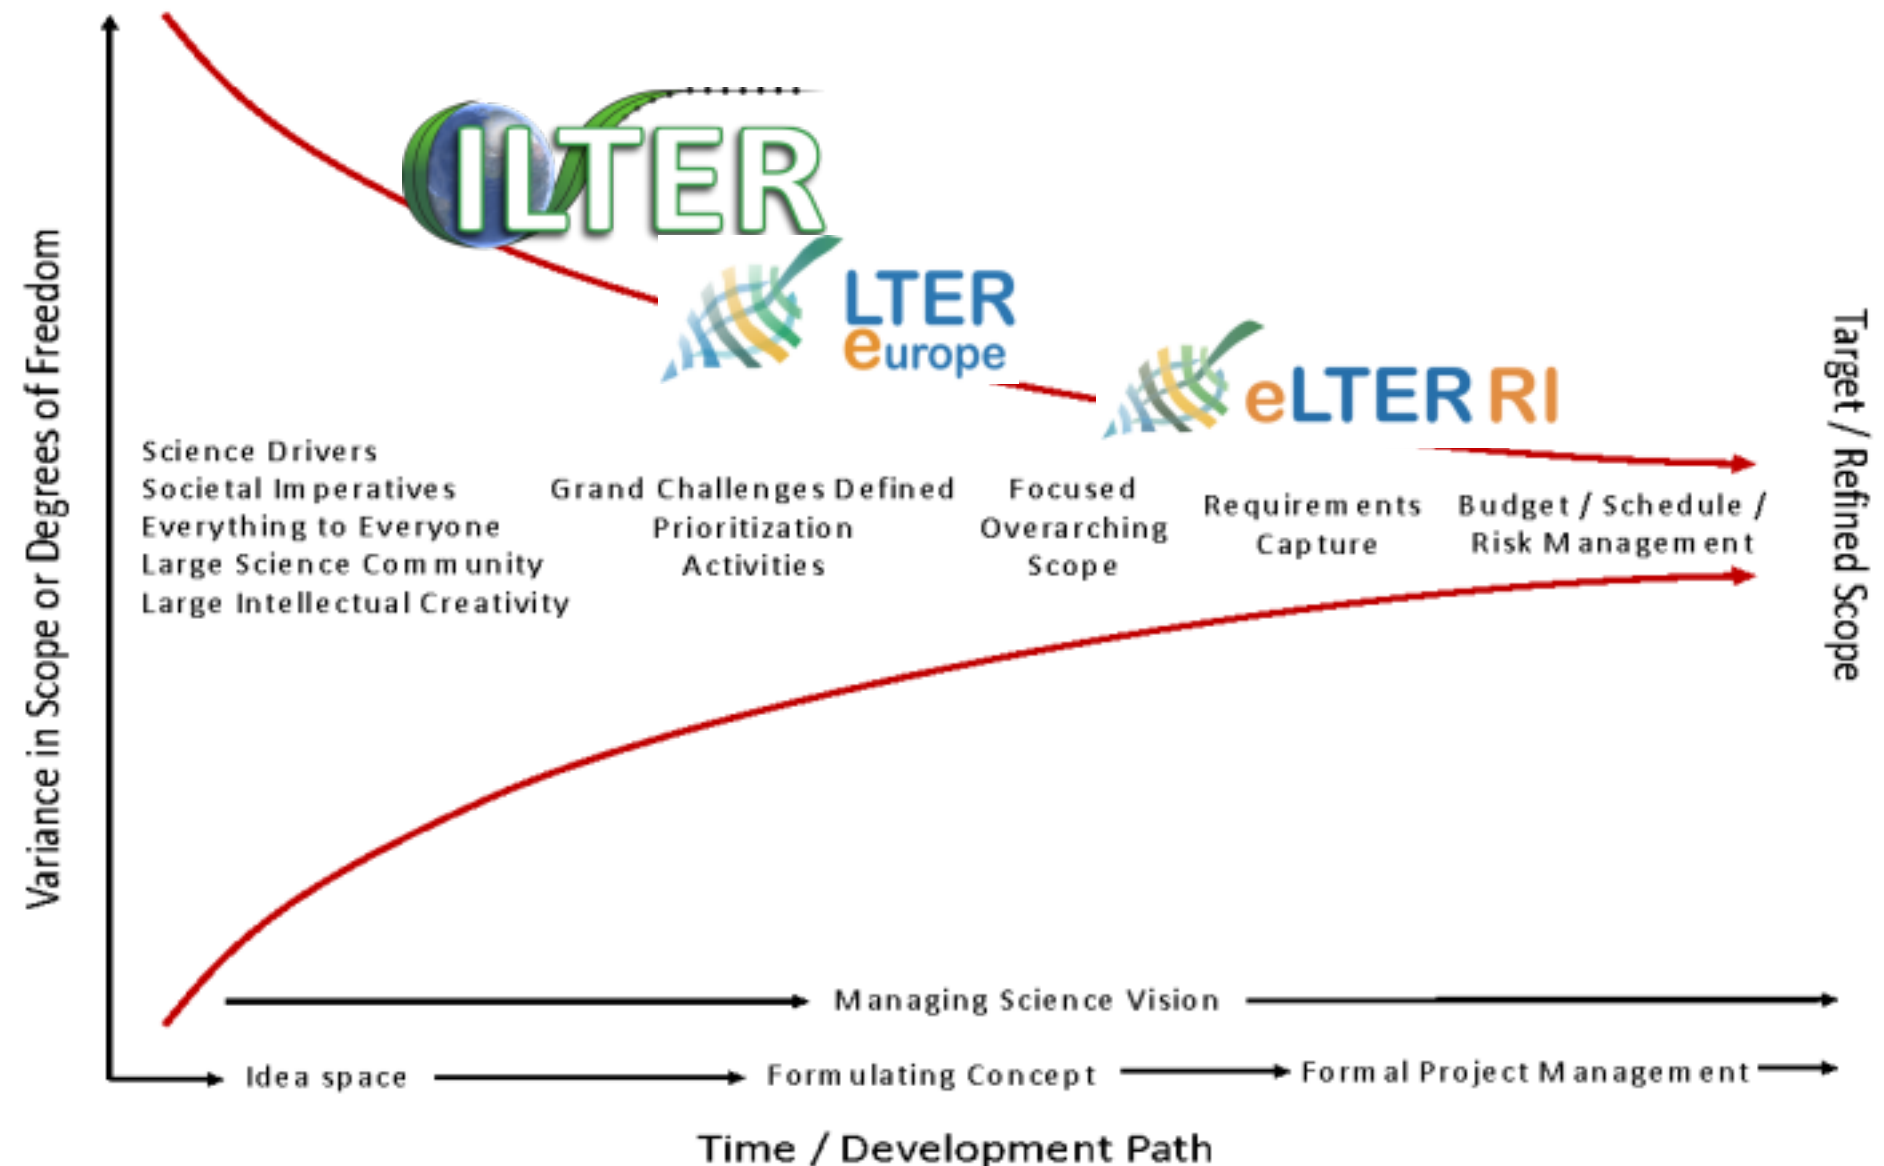 ILTER
LTER
europe
eLTER RI
Variance in Scope or Degrees of Freedom
Science Drivers
Societal Imperatives
Everything to Everyone
Large Science Community
Large Intellectual Creativity
Grand Challenges Defined
Prioritization
Activities
Focused
Overarching
Scope
Requirements
Capture
Budget / Schedule /
Risk Management
Target / Refined Scope
Managing Science Vision
Idea space
Formulating Concept
Formal Project Management
Time / Development Path